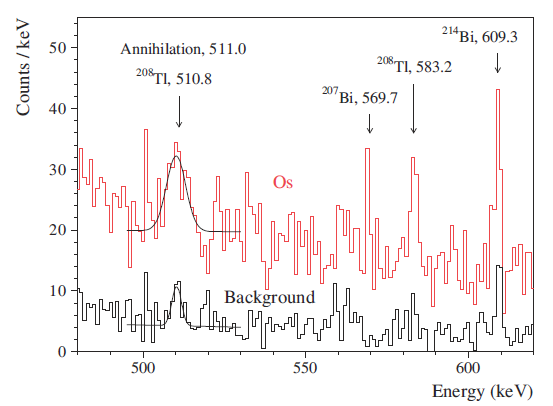 Counts / keV
50
40
30
20
10
0
Annihilation, 511.0
²⁰⁸Tl, 510.8
²⁰⁷Bi, 569.7
²⁰⁸Tl, 583.2
²¹⁴Bi, 609.3
Os
Background
500 550 600
Energy (keV)